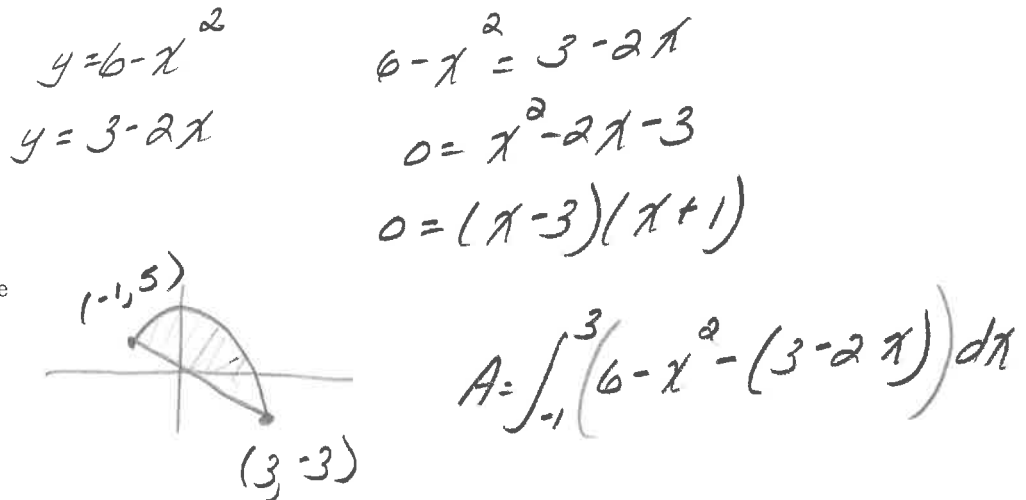 y=6-x²
y=3-2x
6-x²=3-2x
0=x²-2x-3
0=(x-3)(x+1)
e
(-1,5)
(3,-3)
A=∫₋₁³(6-x²-(3-2x))dx